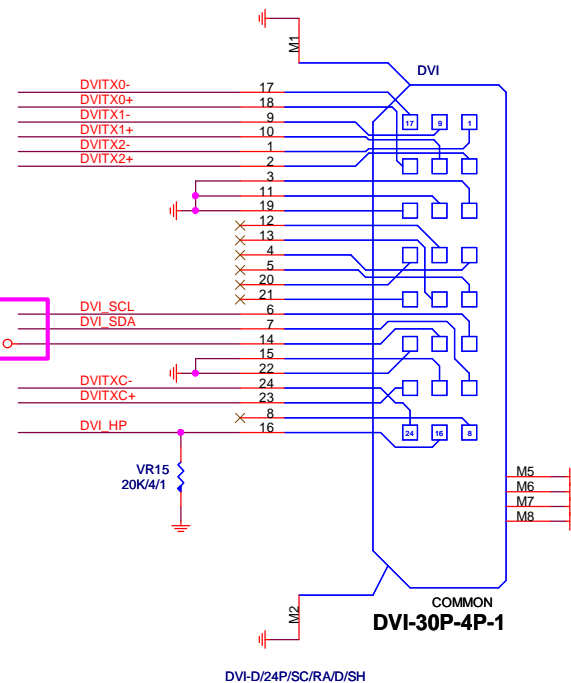 M1
DVI
DVITX0- 17
DVITX0+ 18
DVITX1- 9
DVITX1+ 10
DVITX2- 1
DVITX2+ 2
3
11
19
12
13
4
5
20
21
DVI_SCL 6
DVI_SDA 7
14
15
22
DVITXC- 24
DVITXC+ 23
8
DVI_HP 16
17 9 1
24 16 8
VR15
20K/4/1
M5
M6
M7
M8
M2
COMMON
DVI-30P-4P-1
DVI-D/24P/SC/RA/D/SH